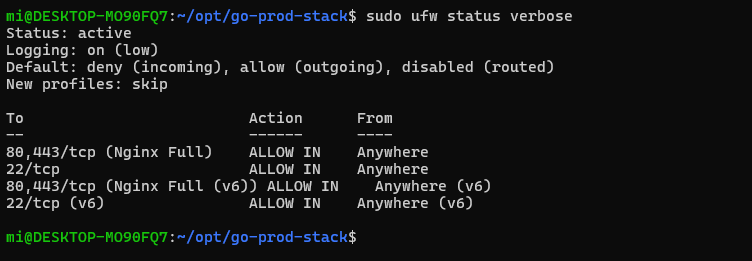 mi@DESKTOP-MO90FQ7:~/opt/go-prod-stack$ sudo ufw status verbose
Status: active
Logging: on (low)
Default: deny (incoming), allow (outgoing), disabled (routed)
New profiles: skip

To                         Action      From
--                         ------      ----
80,443/tcp (Nginx Full)    ALLOW IN    Anywhere
22/tcp                     ALLOW IN    Anywhere
80,443/tcp (Nginx Full (v6)) ALLOW IN    Anywhere (v6)
22/tcp (v6)                ALLOW IN    Anywhere (v6)

mi@DESKTOP-MO90FQ7:~/opt/go-prod-stack$